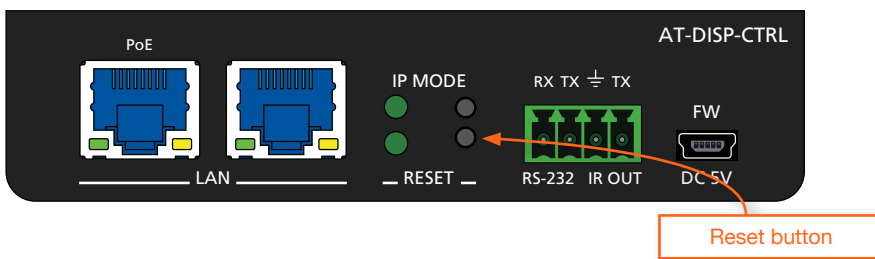 AT-DISP-CTRL
PoE
IP MODE
RX TX ⏚ TX
FW
LAN
RESET
RS-232 IR OUT
DC 5V
Reset button